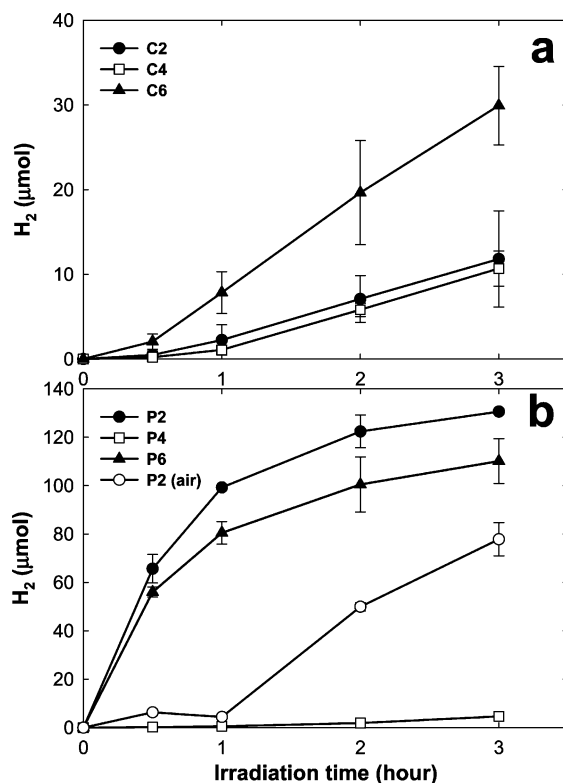 40
30
20
10
0
H₂ (μmol)
C2
C4
C6
a
0 1 2 3
140
120
100
80
60
40
20
0
H₂ (μmol)
P2
P4
P6
P2 (air)
b
0 1 2 3
Irradiation time (hour)